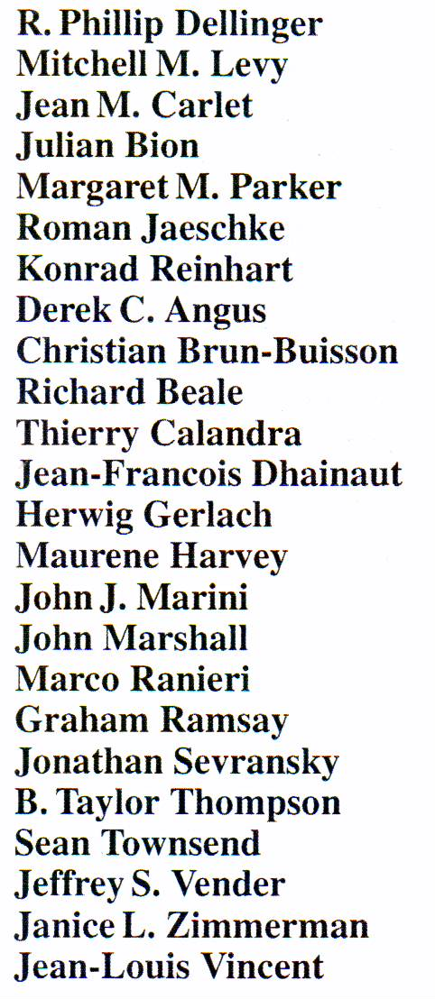 R. Phillip Dellinger
Mitchell M. Levy
Jean M. Carlet
Julian Bion
Margaret M. Parker
Roman Jaeschke
Konrad Reinhart
Derek C. Angus
Christian Brun-Buisson
Richard Beale
Thierry Calandra
Jean-Francois Dhainaut
Herwig Gerlach
Maurene Harvey
John J. Marini
John Marshall
Marco Ranieri
Graham Ramsay
Jonathan Sevransky
B. Taylor Thompson
Sean Townsend
Jeffrey S. Vender
Janice L. Zimmerman
Jean-Louis Vincent